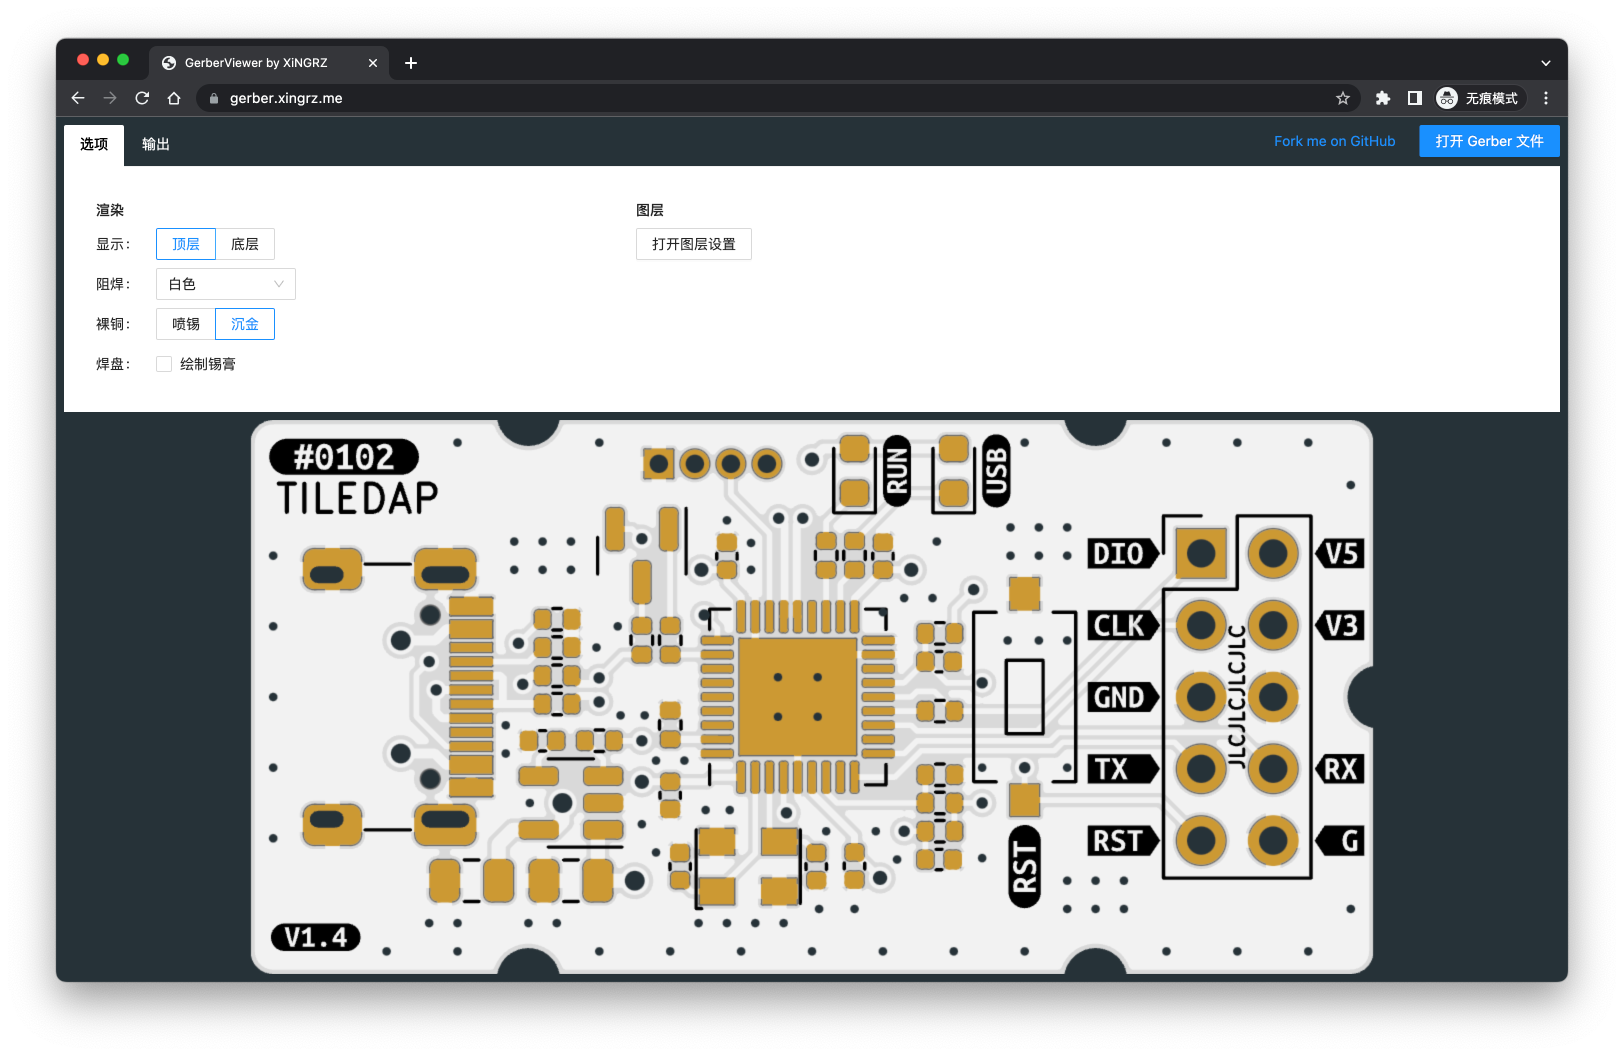 GerberViewer by XiNGRZ
gerber.xingrz.me
无痕模式
选项
输出
Fork me on GitHub
打开 Gerber 文件
渲染
图层
显示：
顶层
底层
打开图层设置
阻焊：
白色
裸铜：
喷锡
沉金
焊盘：
绘制锡膏
#0102
TILEDAP
RUN
USB
DIO
V5
CLK
V3
GND
JLCJLCJLCJLC
TX
RX
RST
RST
G
V1.4